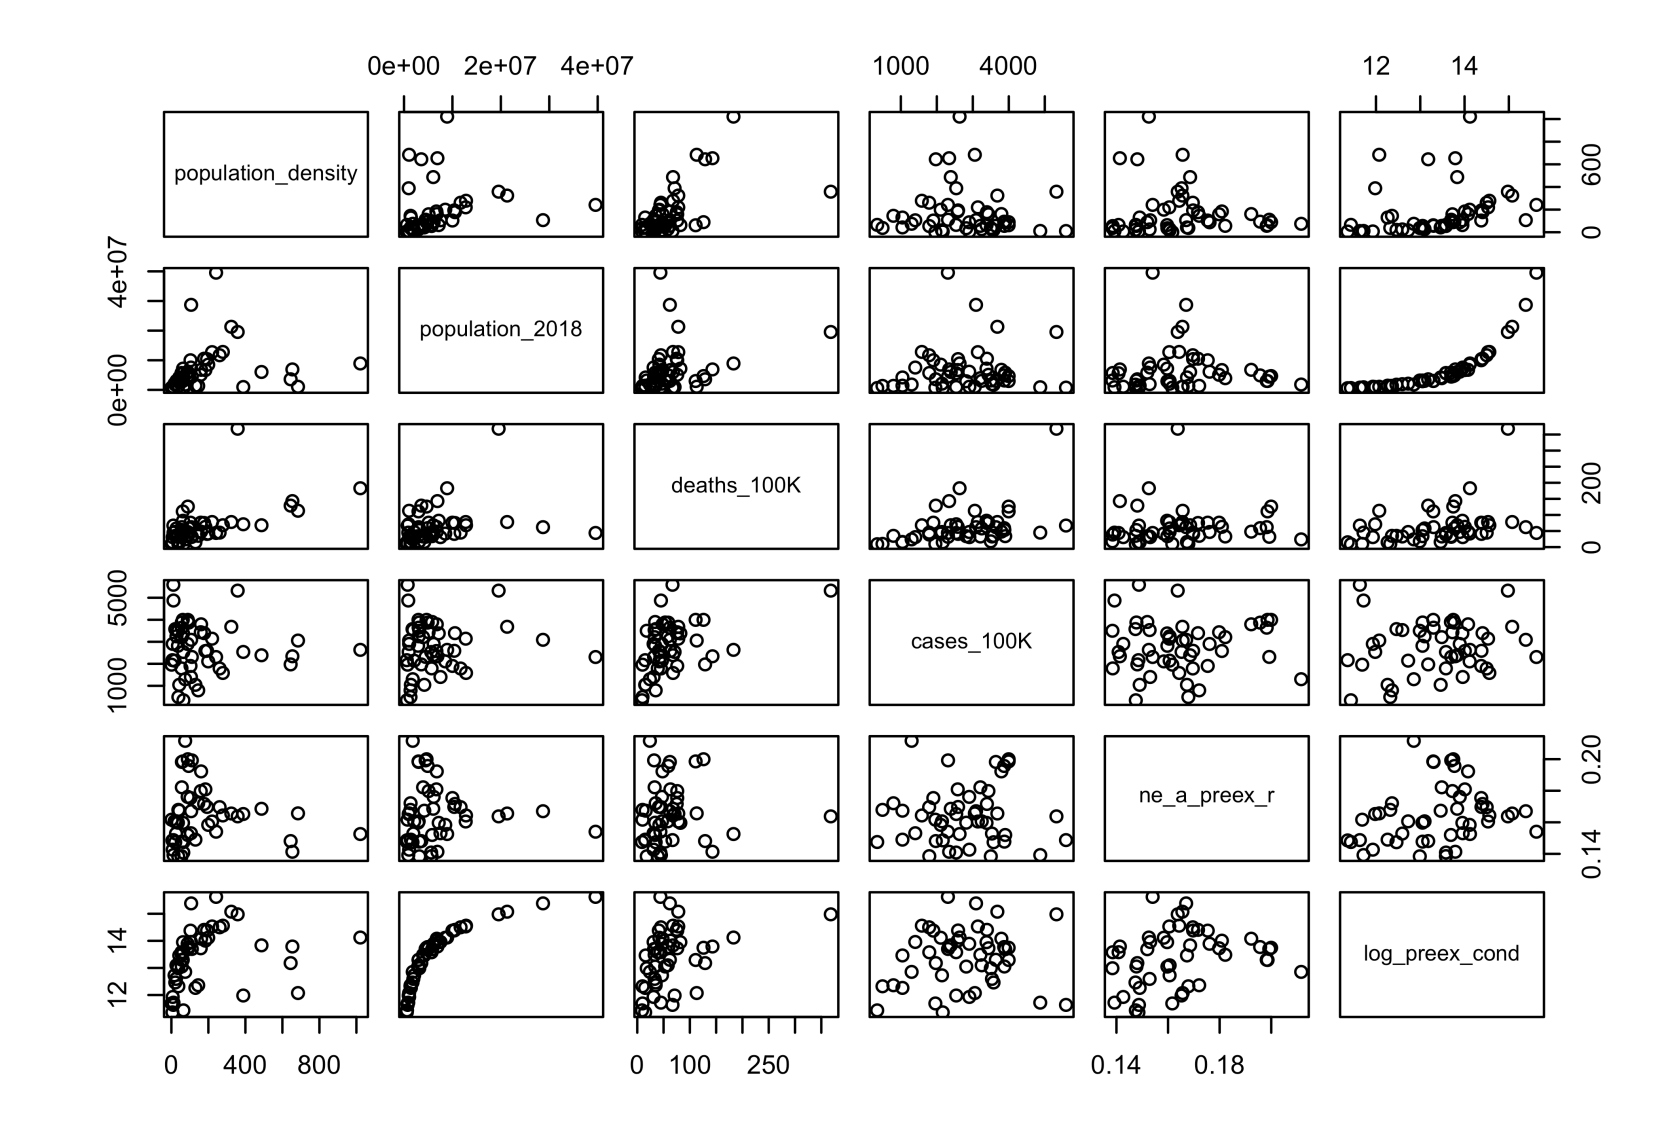 0e+00 2e+07 4e+07 1000 4000 12 14
population_density
0 600
population_2018
0e+00 4e+07
deaths_100K
0 200
cases_100K
1000 5000
ne_a_preex_r
0.14 0.20
log_preex_cond
12 14
0 400 800 0 100 250 0.14 0.18